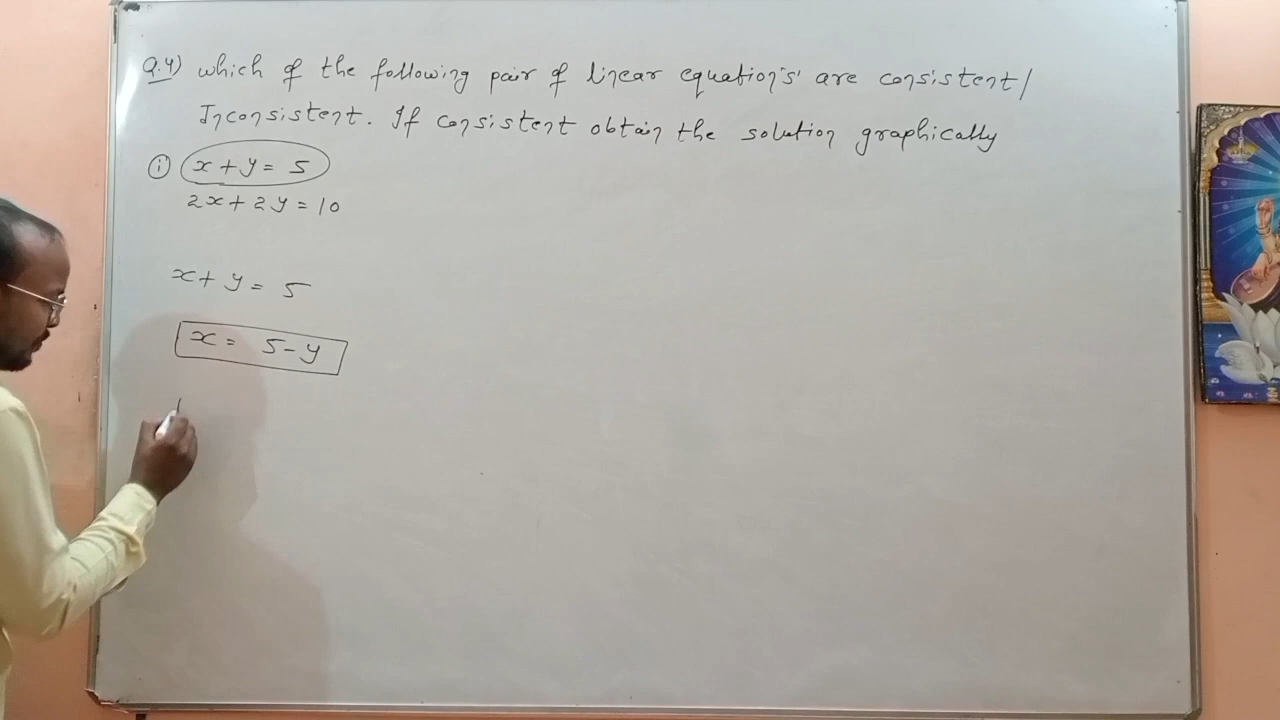 Q.4) which of the following pair of linear equation's' are consistent/
Inconsistent. If consistent obtain the solution graphically
(i) x + y = 5
2x + 2y = 10
x + y = 5
x = 5 - y